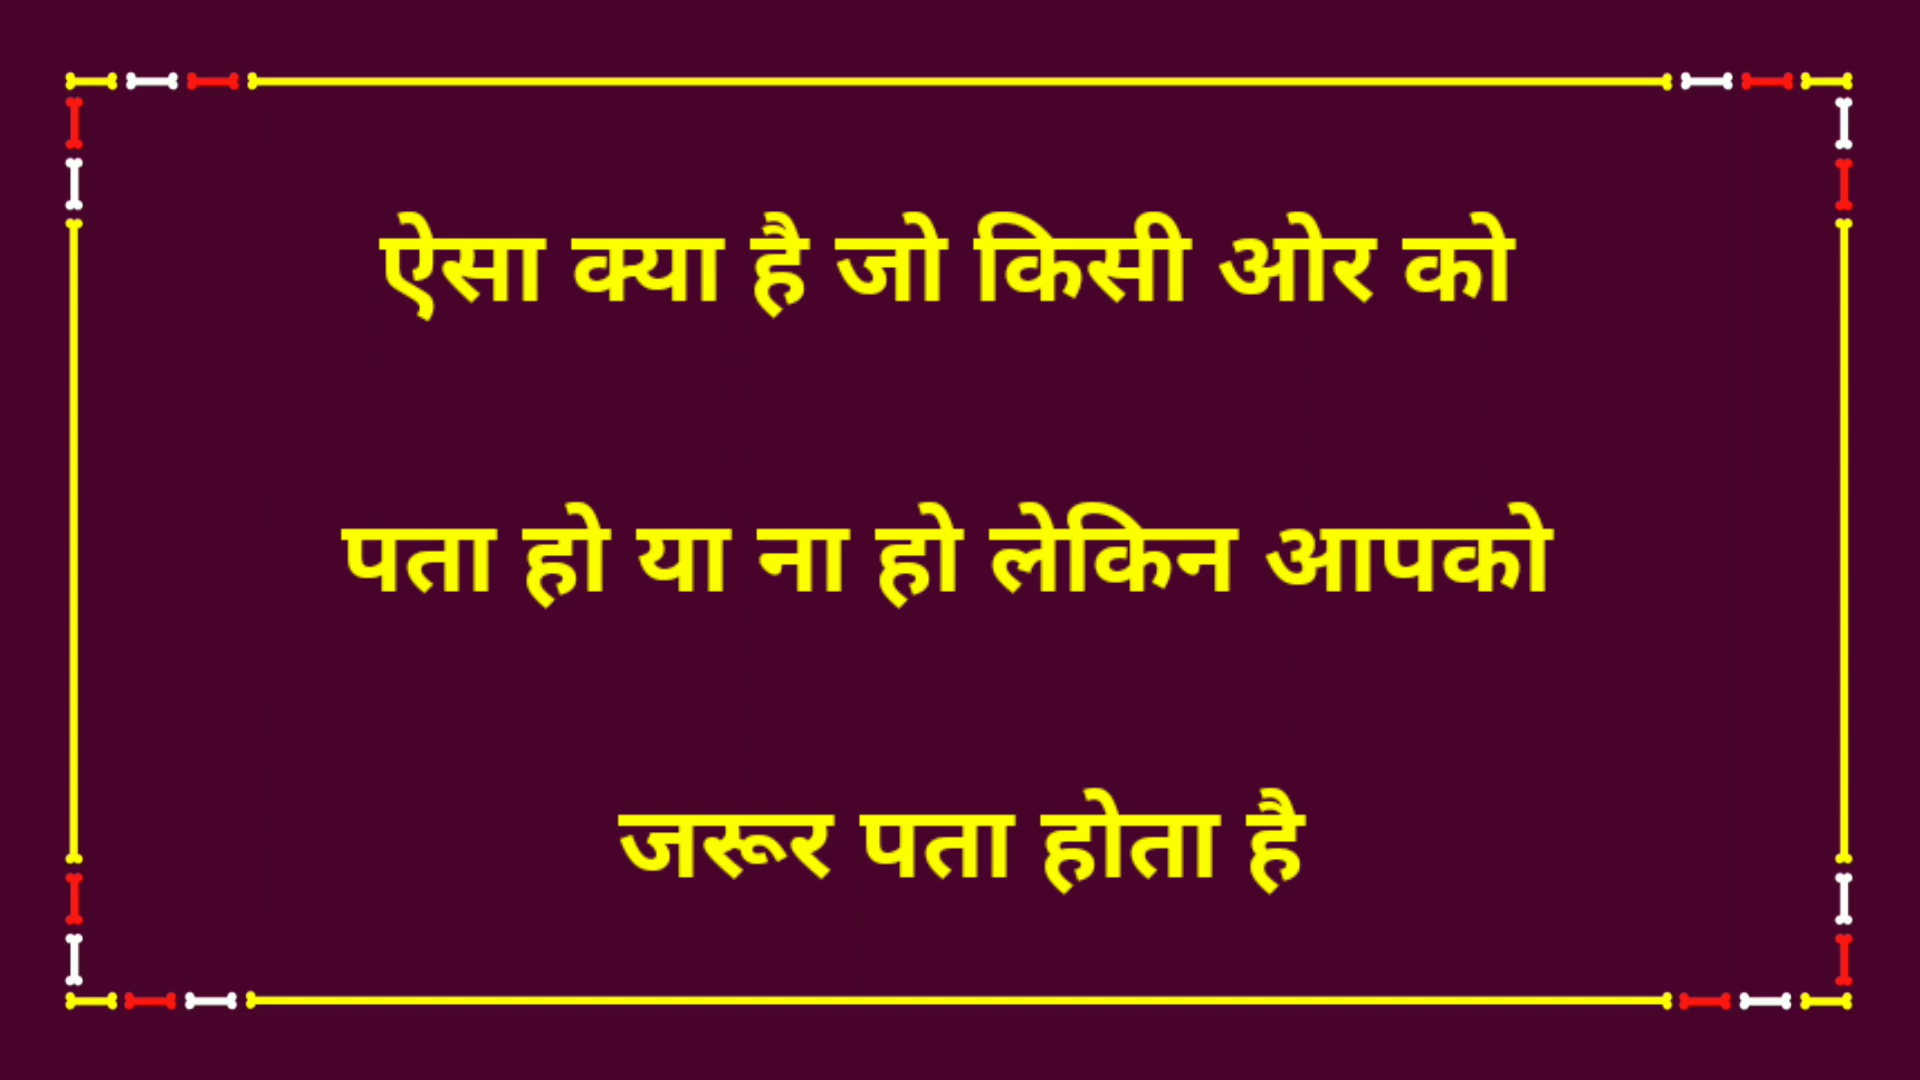 ऐसा क्या है जो किसी ओर को
पता हो या ना हो लेकिन आपको
जरूर पता होता है